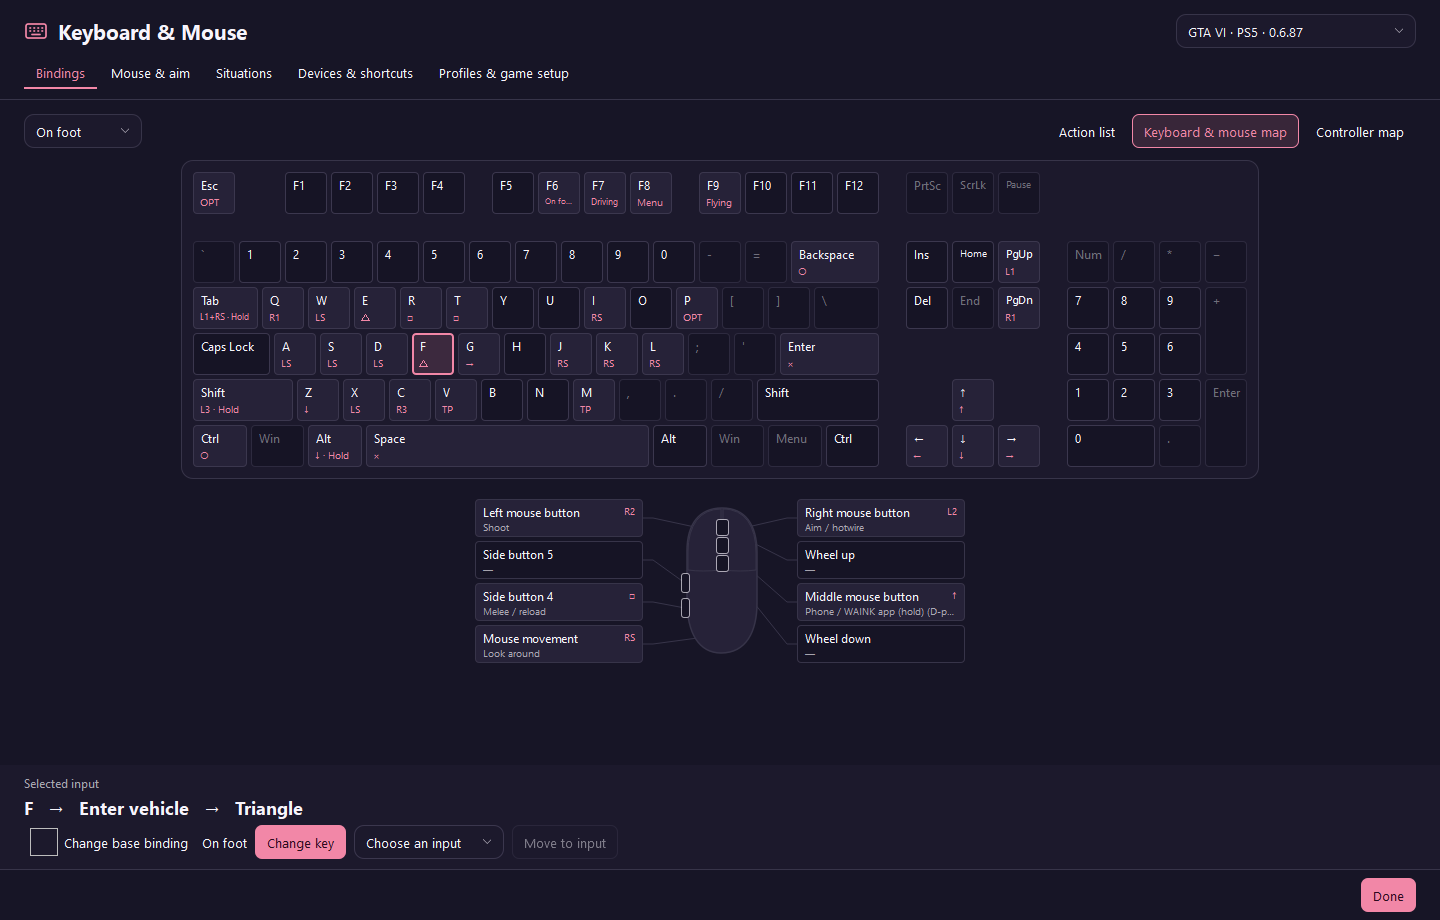 Keyboard & Mouse
GTA VI · PS5 · 0.6.87
Bindings Mouse & aim Situations Devices & shortcuts Profiles & game setup
On foot
Action list Keyboard & mouse map Controller map
Esc F1 F2 F3 F4 F5 F6 F7 F8 F9 F10 F11 F12 PrtSc ScrLk Pause
OPT On fo... Driving Menu Flying
` 1 2 3 4 5 6 7 8 9 0 - = Backspace Ins Home PgUp Num / * −
○ L1
Tab Q W E R T Y U I O P [ ] \ Del End PgDn 7 8 9 +
L1+RS · Hold R1 LS △ □ □ RS OPT R1
Caps Lock A S D F G H J K L ; ' Enter 4 5 6
LS LS LS △ → RS RS RS ×
Shift Z X C V B N M , . / Shift ↑ 1 2 3 Enter
L3 · Hold ↓ LS R3 TP TP ↑
Ctrl Win Alt Space Alt Win Menu Ctrl ← ↓ → 0 .
○ ↓ · Hold × ← ↓ →
Left mouse button R2
Shoot
Side button 5
—
Side button 4 □
Melee / reload
Mouse movement RS
Look around
Right mouse button L2
Aim / hotwire
Wheel up
—
Middle mouse button ↑
Phone / WAINK app (hold) (D-p...
Wheel down
—
Selected input
F → Enter vehicle → Triangle
Change base binding On foot Change key Choose an input Move to input
Done